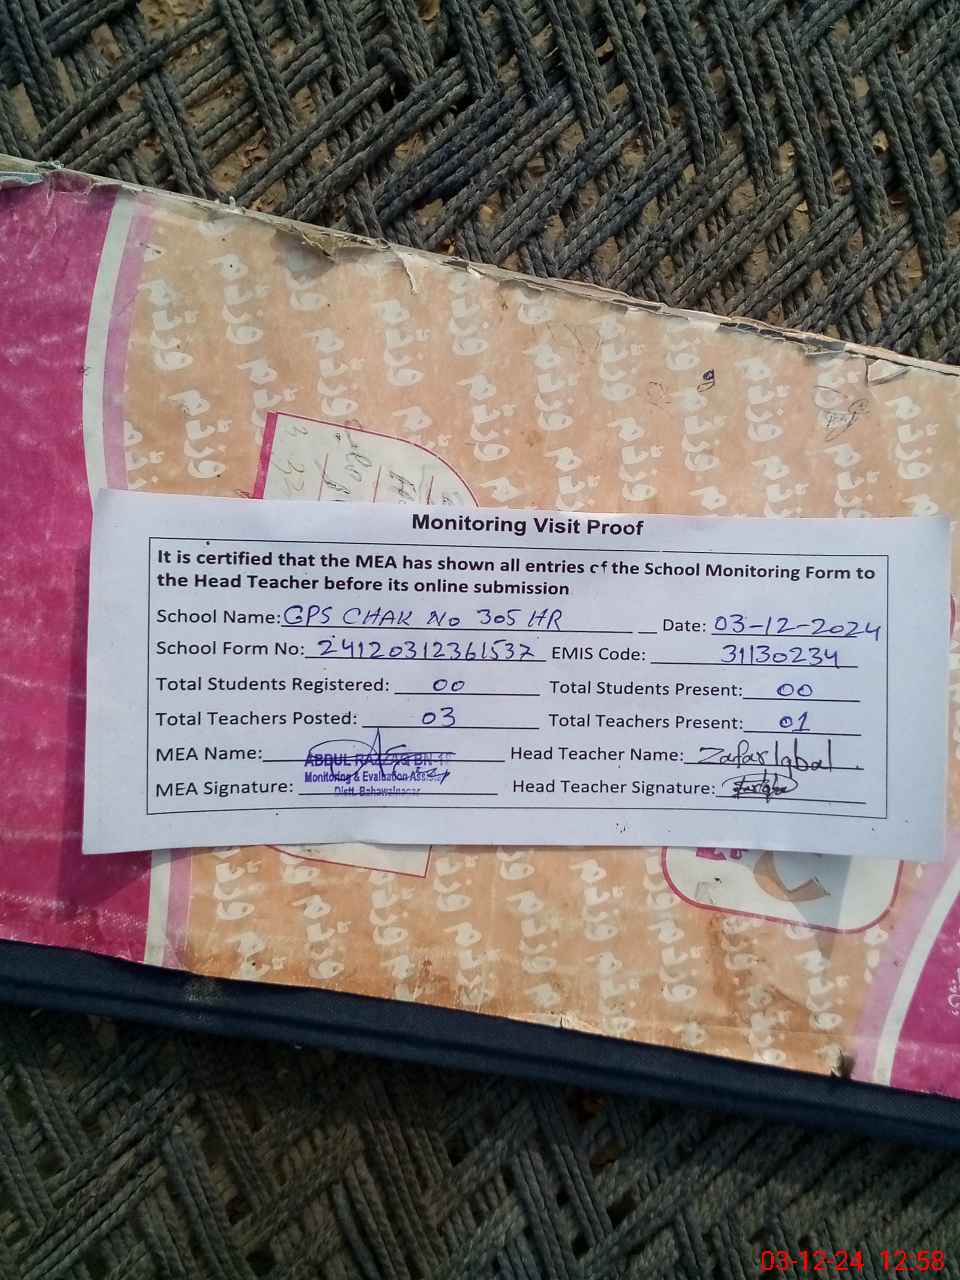 Monitoring Visit Proof
It is certified that the MEA has shown all entries of the School Monitoring Form to
the Head Teacher before its online submission
School Name: GPS CHAK No 305 HR Date: 03-12-2024
School Form No: 24120312361537 EMIS Code: 31130234
Total Students Registered: 00 Total Students Present: 00
Total Teachers Posted: 03 Total Teachers Present: 01
MEA Name: ABDUL RAZZAQ BN-1 Head Teacher Name: Zafar Iqbal
Monitoring & Evaluation
MEA Signature: Head Teacher Signature:
Distt. Bahawalnagar
03-12-24 12:58